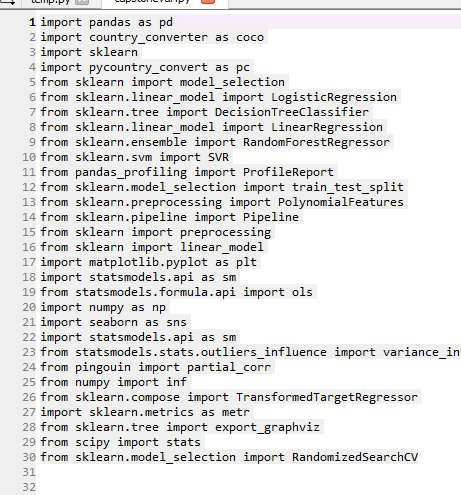 temp.py
1 import pandas as pd
2 import country_converter as coco
3 import sklearn
4 import pycountry_convert as pc
5 from sklearn import model_selection
6 from sklearn.linear_model import LogisticRegression
7 from sklearn.tree import DecisionTreeClassifier
8 from sklearn.linear_model import LinearRegression
9 from sklearn.ensemble import RandomForestRegressor
10 from sklearn.svm import SVR
11 from pandas_profiling import ProfileReport
12 from sklearn.model_selection import train_test_split
13 from sklearn.preprocessing import PolynomialFeatures
14 from sklearn.pipeline import Pipeline
15 from sklearn import preprocessing
16 from sklearn import linear_model
17 import matplotlib.pyplot as plt
18 import statsmodels.api as sm
19 from statsmodels.formula.api import ols
20 import numpy as np
21 import seaborn as sns
22 import statsmodels.api as sm
23 from statsmodels.stats.outliers_influence import
24 from pingouin import partial_corr
25 from numpy import inf
26 from sklearn.compose import TransformedTargetRegressor
27 import sklearn.metrics as metr
28 from sklearn.tree import export_graphviz
29 from scipy import stats
30 from sklearn.model_selection import RandomizedSearchCV
31
32